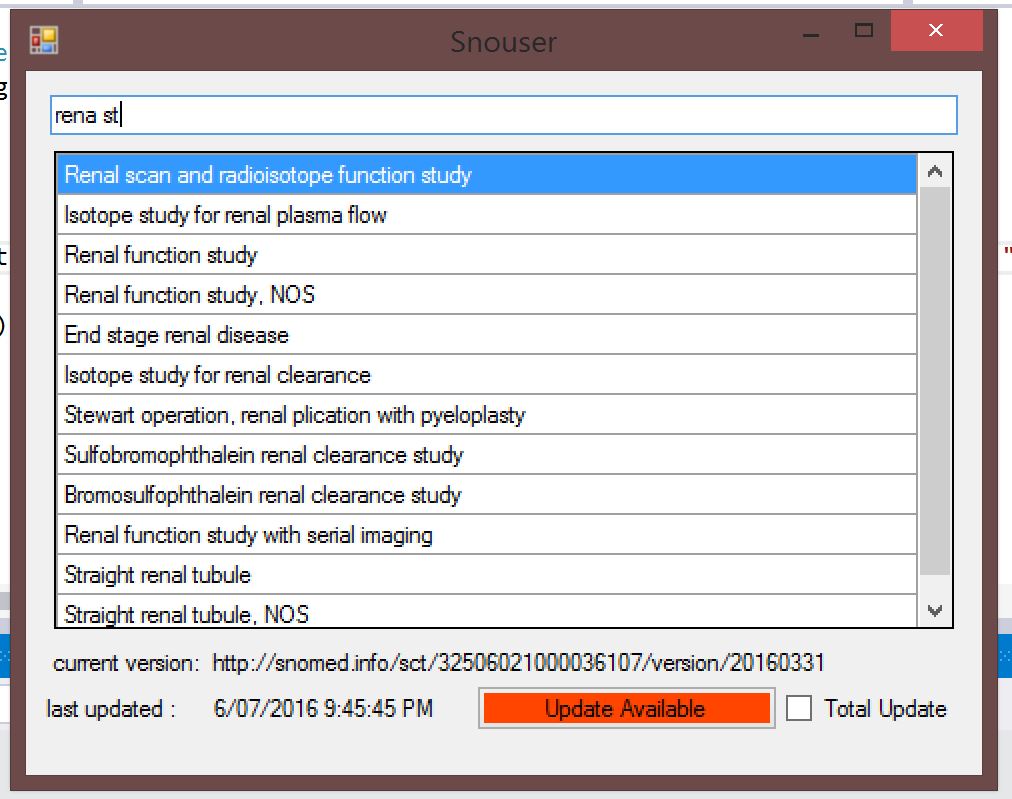 Snouser
rena st
Renal scan and radioisotope function study
Isotope study for renal plasma flow
Renal function study
Renal function study, NOS
End stage renal disease
Isotope study for renal clearance
Stewart operation, renal plication with pyeloplasty
Sulfobromophthalein renal clearance study
Bromosulfophthalein renal clearance study
Renal function study with serial imaging
Straight renal tubule
Straight renal tubule, NOS
current version: http://snomed.info/sct/32506021000036107/version/20160331
last updated : 6/07/2016 9:45:45 PM Update Available Total Update